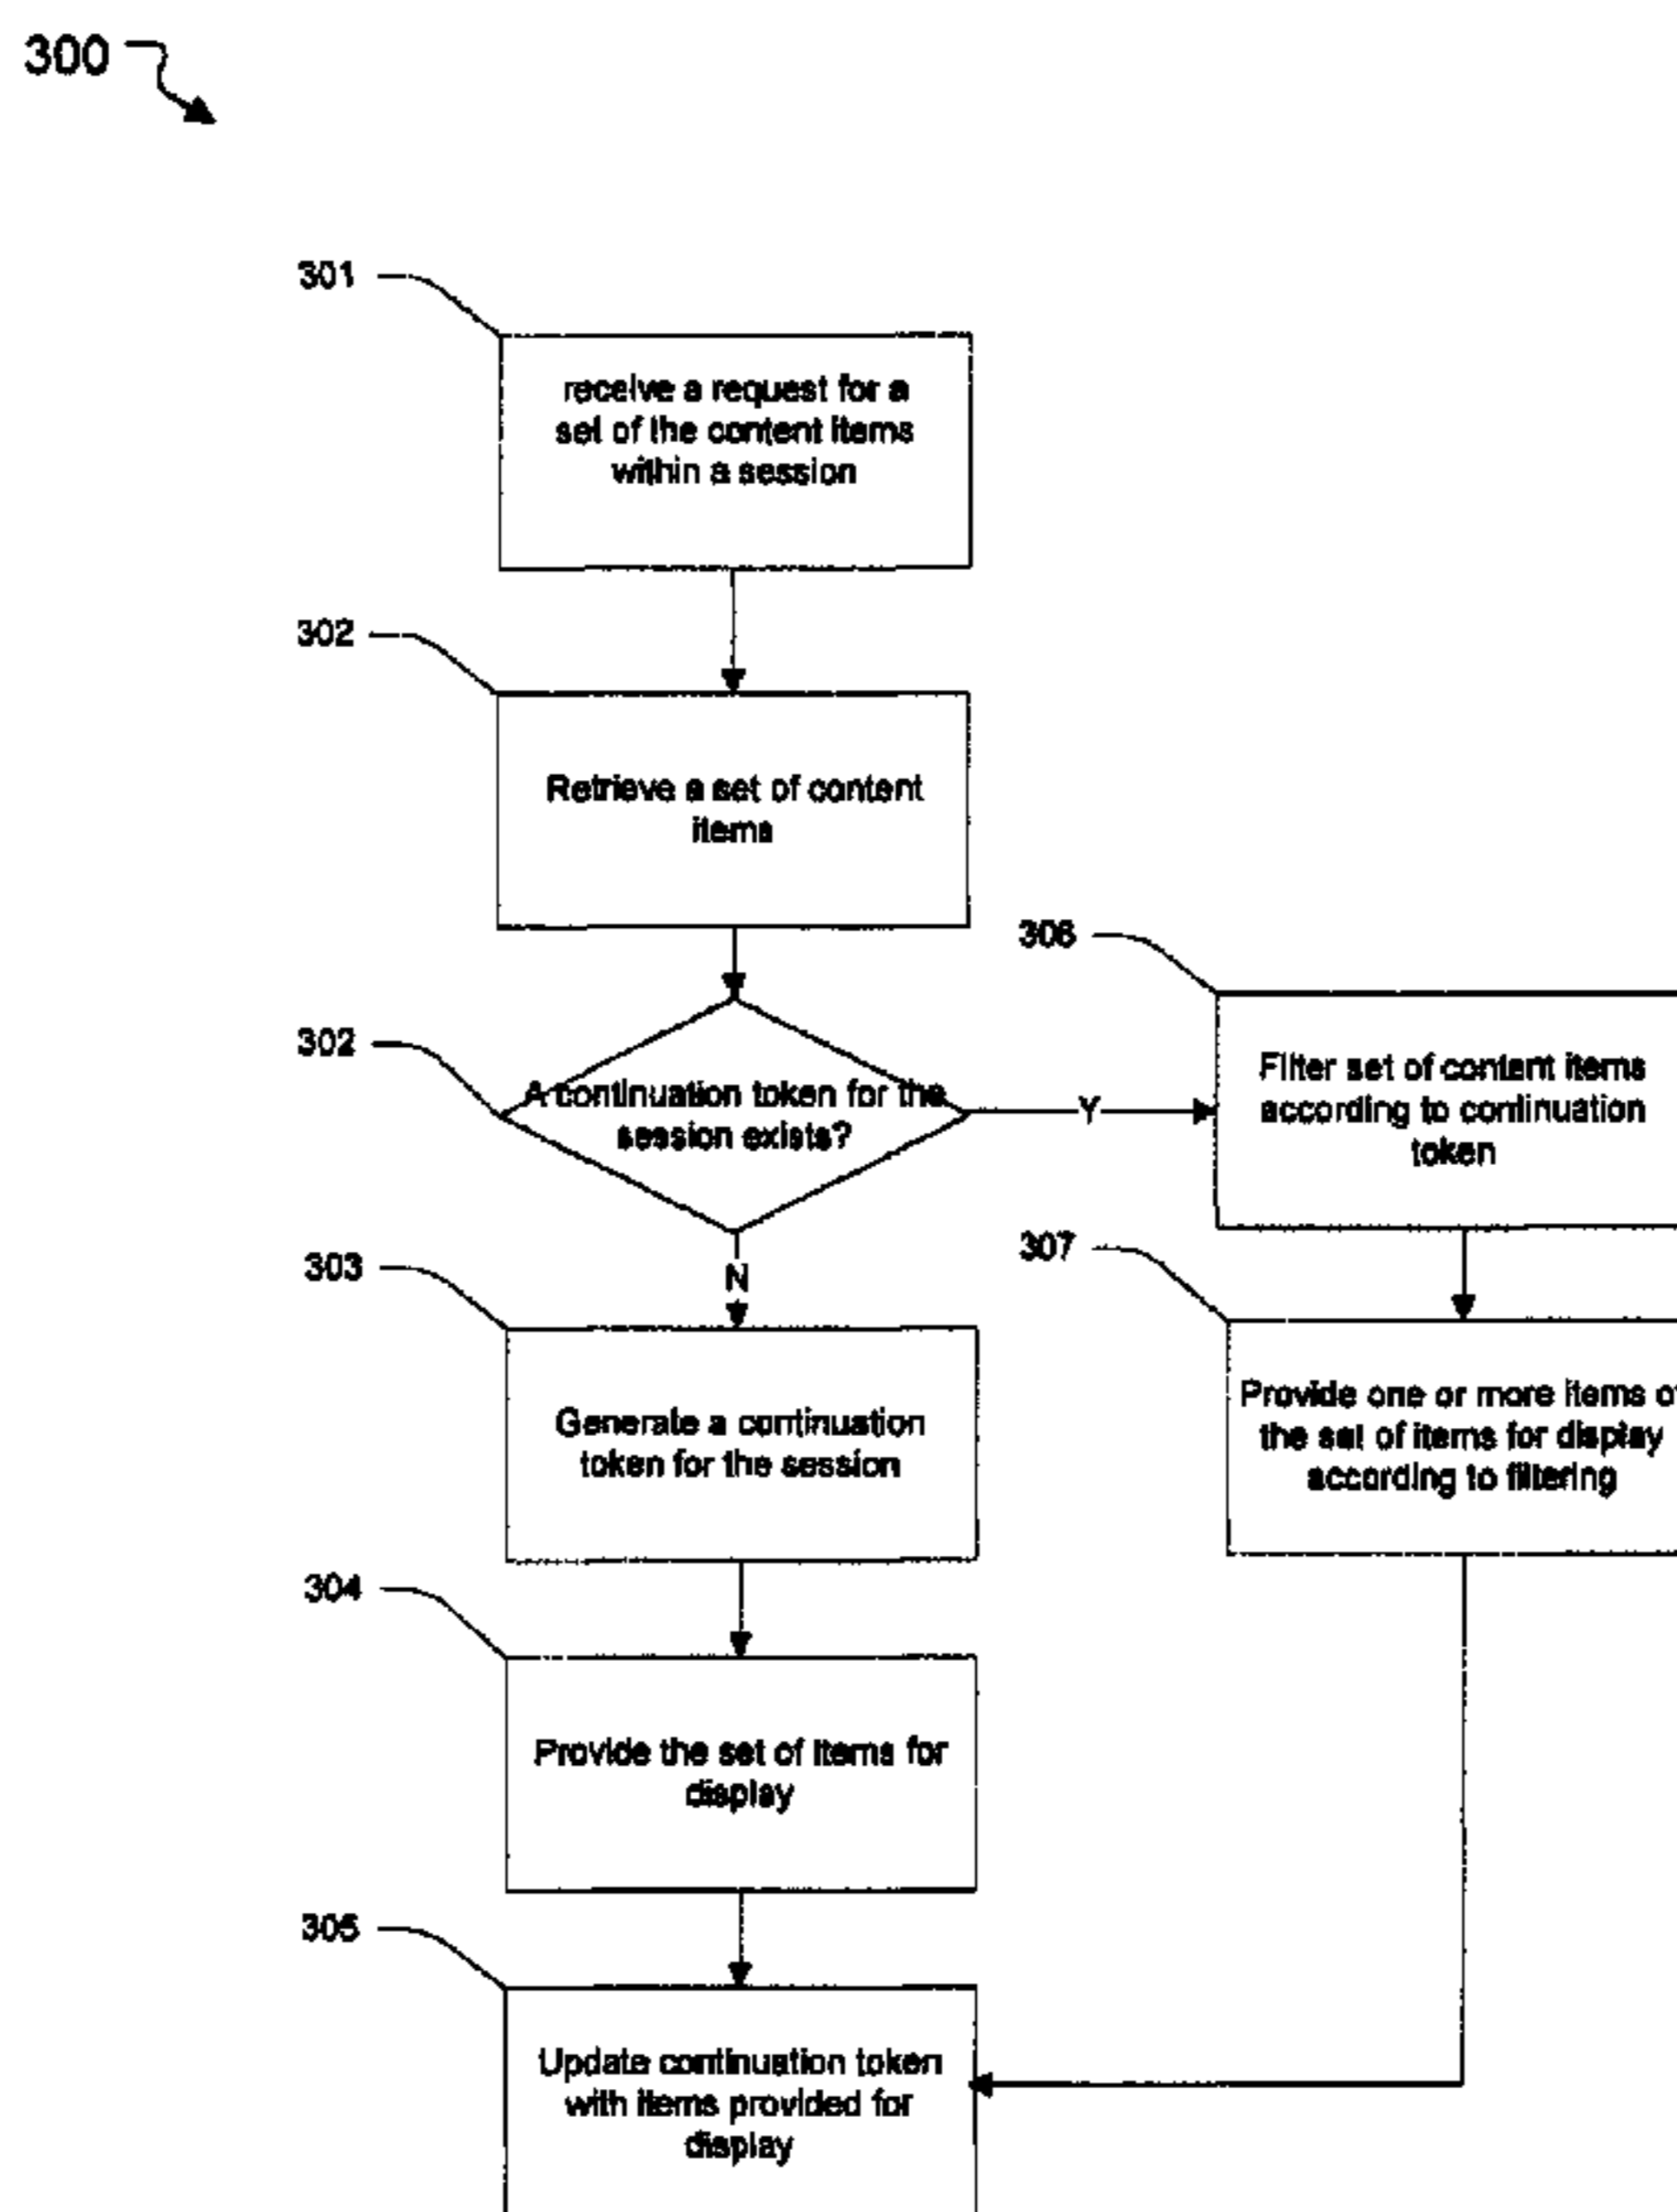 300
301
receive a request for a
set of the content items
within a session
302
Retrieve a set of content
items
302
A continuation token for the
session exists?
Y
N
306
Filter set of content items
according to continuation
token
307
Provide one or more items of
the set of items for display
according to filtering
303
Generate a continuation
token for the session
304
Provide the set of items for
display
305
Update continuation token
with items provided for
display